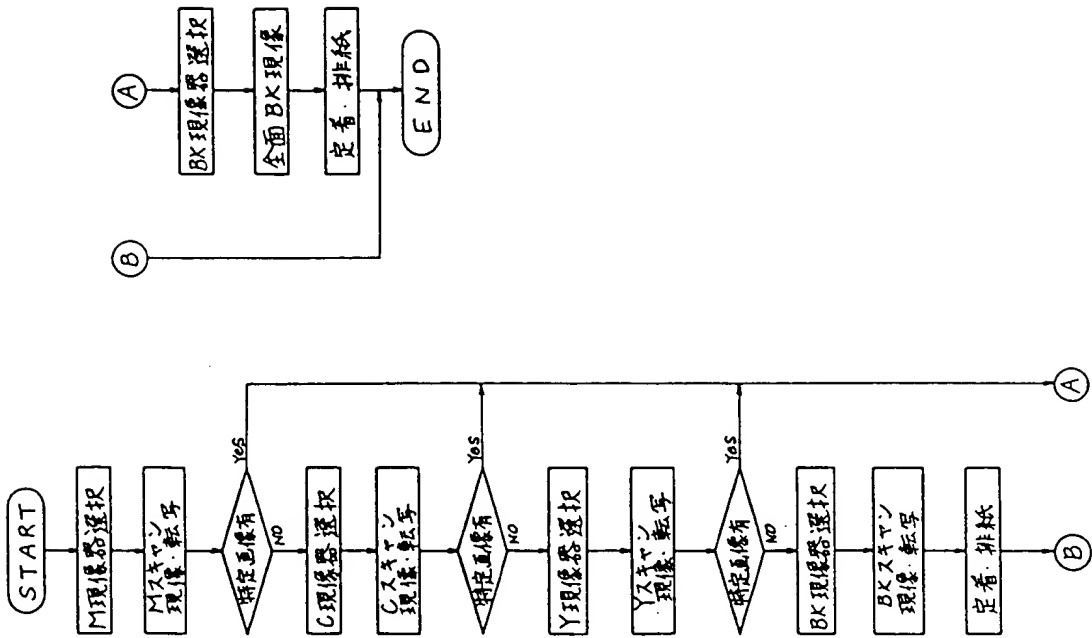 START
M現像器選択
Mスキャン
現像・転写
特定画像有
Yes
NO
C現像器選択
Cスキャン
現像・転写
特定画像有
Yes
NO
Y現像器選択
Yスキャン
現像・転写
特定画像有
Yes
NO
BK現像器選択
BKスキャン
現像・転写
定着・排紙
B
A
A
BK現像器選択
全面BK現像
定着・排紙
END
B